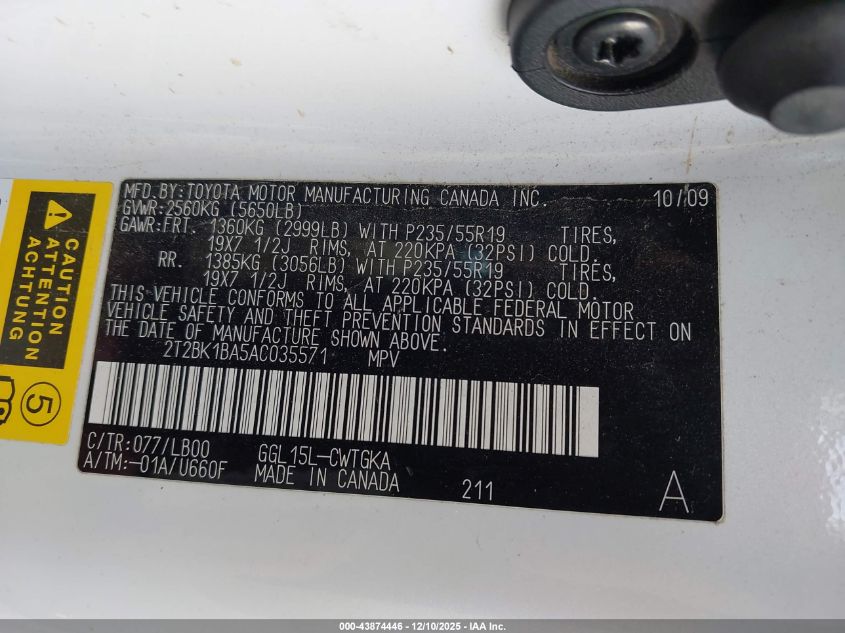 MFD.BY:TOYOTA MOTOR MANUFACTURING CANADA INC. 10/09
GVWR:2560KG (5650LB)
GAWR:FRT. 1360KG (2999LB) WITH P235/55R19 TIRES,
19X7 1/2J RIMS, AT 220KPA (32PSI) COLD.
RR. 1385KG (3056LB) WITH P235/55R19 TIRES,
19X7 1/2J RIMS, AT 220KPA (32PSI) COLD.
THIS VEHICLE CONFORMS TO ALL APPLICABLE FEDERAL MOTOR
VEHICLE SAFETY AND THEFT PREVENTION STANDARDS IN EFFECT ON
THE DATE OF MANUFACTURE SHOWN ABOVE.
2T2BK1BA5AC035571 MPV
C/TR:077/LB00 GGL15L-CWTGKA
A/TM:-01A/U660F MADE IN CANADA 211 A
CAUTION
ATTENTION
ACHTUNG
5
000-43874446 - 12/10/2025 - IAA Inc.